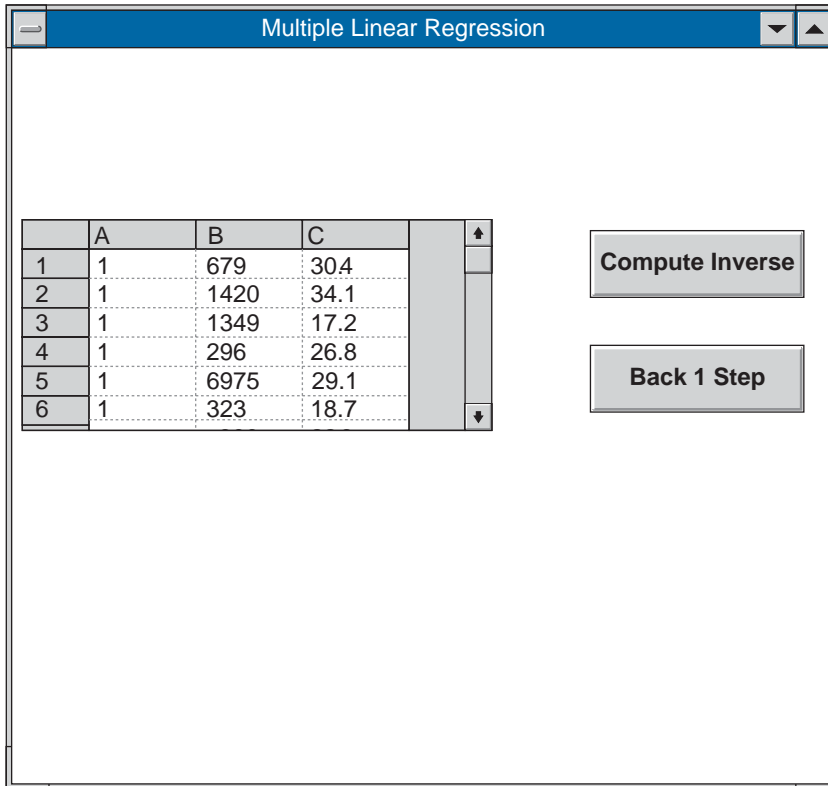 Multiple Linear Regression
A B C
1 1 679 30.4
2 1 1420 34.1
3 1 1349 17.2
4 1 296 26.8
5 1 6975 29.1
6 1 323 18.7
Compute Inverse
Back 1 Step